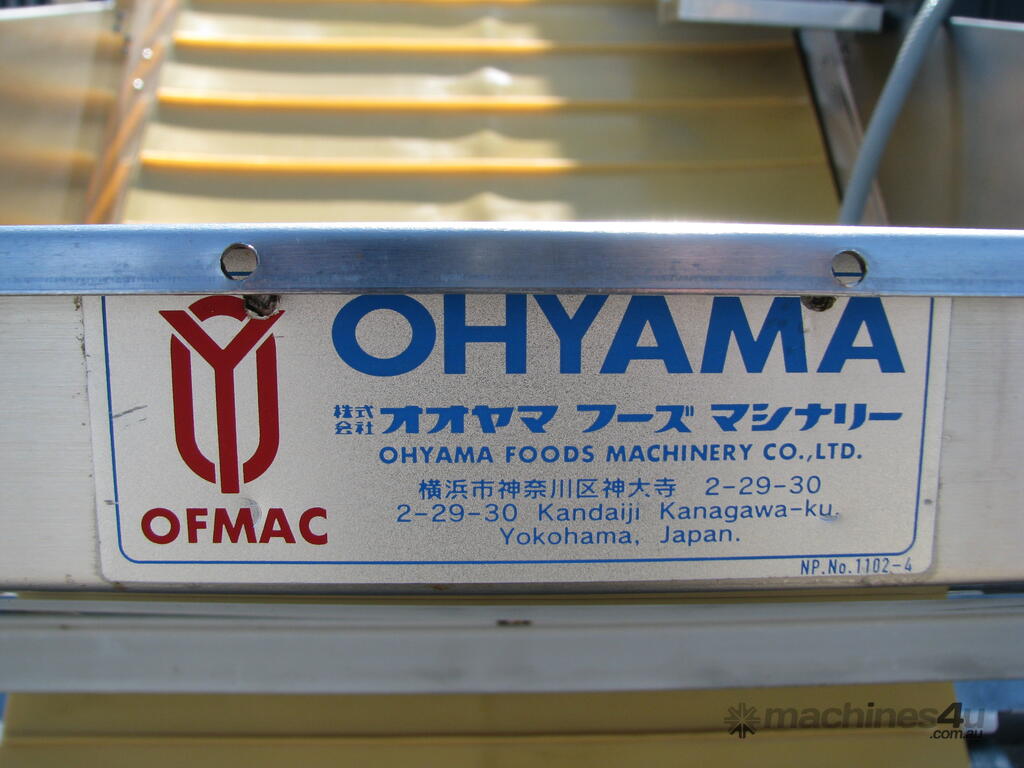 OHYAMA
株式会社 オオヤマ フーズ マシナリー
OHYAMA FOODS MACHINERY CO.,LTD.
横浜市神奈川区神大寺 2-29-30
2-29-30 Kandaiji Kanagawa-ku.
Yokohama, Japan.
OFMAC
NP.No.1102-4
machines4u
.com.au